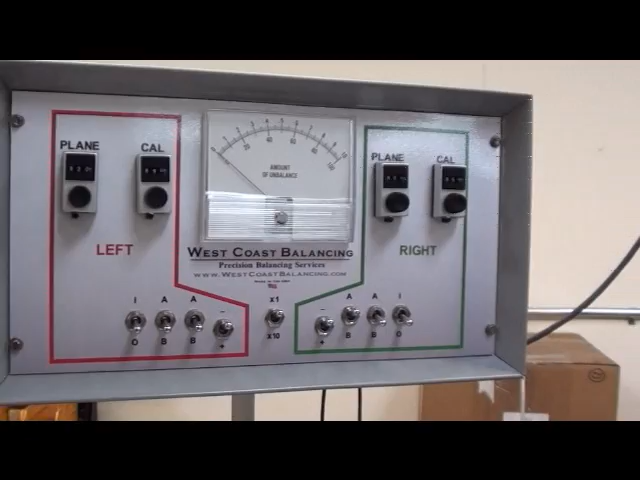 PLANE
CAL
AMOUNT
OF UNBALANCE
PLANE
CAL
LEFT
RIGHT
WEST COAST BALANCING
Precision Balancing Services
WWW.WESTCOASTBALANCING.COM
I A A -
O B B +
x1
x10
- A A I
+ B B O